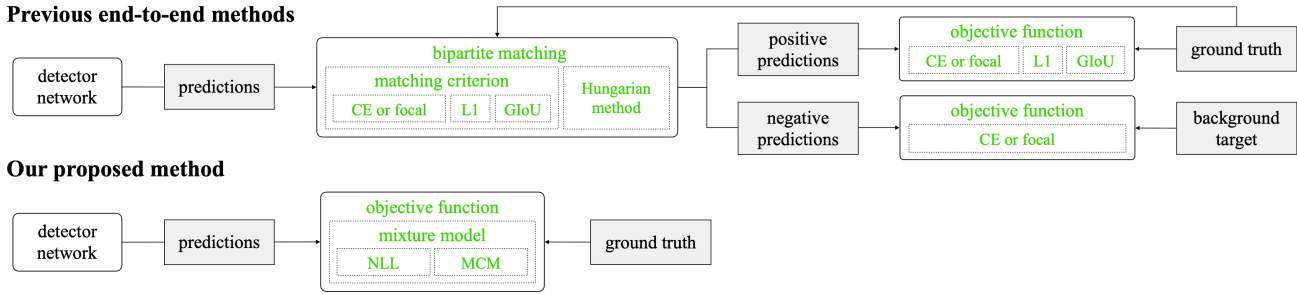 Previous end-to-end methods
detector
network
predictions
bipartite matching
matching criterion
CE or focal
L1
GIoU
Hungarian
method
positive
predictions
objective function
CE or focal
L1
GIoU
ground truth
negative
predictions
objective function
CE or focal
background
target
Our proposed method
detector
network
predictions
objective function
mixture model
NLL
MCM
ground truth